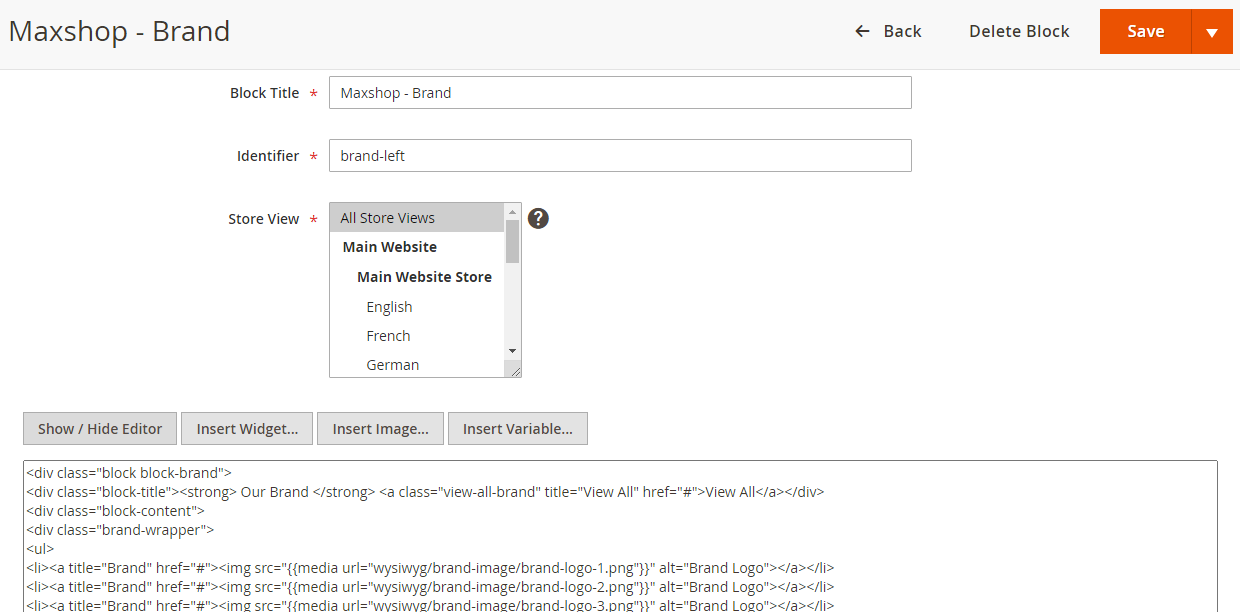 Maxshop - Brand
← Back Delete Block Save ▼
Block Title * Maxshop - Brand
Identifier * brand-left
Store View * All Store Views ?
Main Website
Main Website Store
English
French
German
Show / Hide Editor Insert Widget... Insert Image... Insert Variable...
<div class="block block-brand">
<div class="block-title"><strong> Our Brand </strong> <a class="view-all-brand" title="View All" href="#">View All</a></div>
<div class="block-content">
<div class="brand-wrapper">
<ul>
<li><a title="Brand" href="#"><img src="{{media url="wysiwyg/brand-image/brand-logo-1.png"}}" alt="Brand Logo"></a></li>
<li><a title="Brand" href="#"><img src="{{media url="wysiwyg/brand-image/brand-logo-2.png"}}" alt="Brand Logo"></a></li>
<li><a title="Brand" href="#"><img src="{{media url="wysiwyg/brand-image/brand-logo-3.png"}}" alt="Brand Logo"></a></li>